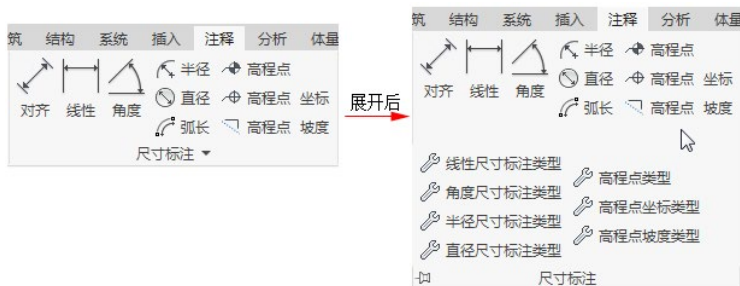 筑 结构 系统 插入 注释 分析 体量
对齐 线性 角度
半径 高程点
直径 高程点 坐标
弧长 高程点 坡度
尺寸标注
展开后
筑 结构 系统 插入 注释 分析 体量
对齐 线性 角度
半径 高程点
直径 高程点 坐标
弧长 高程点 坡度
线性尺寸标注类型
角度尺寸标注类型
半径尺寸标注类型
直径尺寸标注类型
高程点类型
高程点坐标类型
高程点坡度类型
尺寸标注